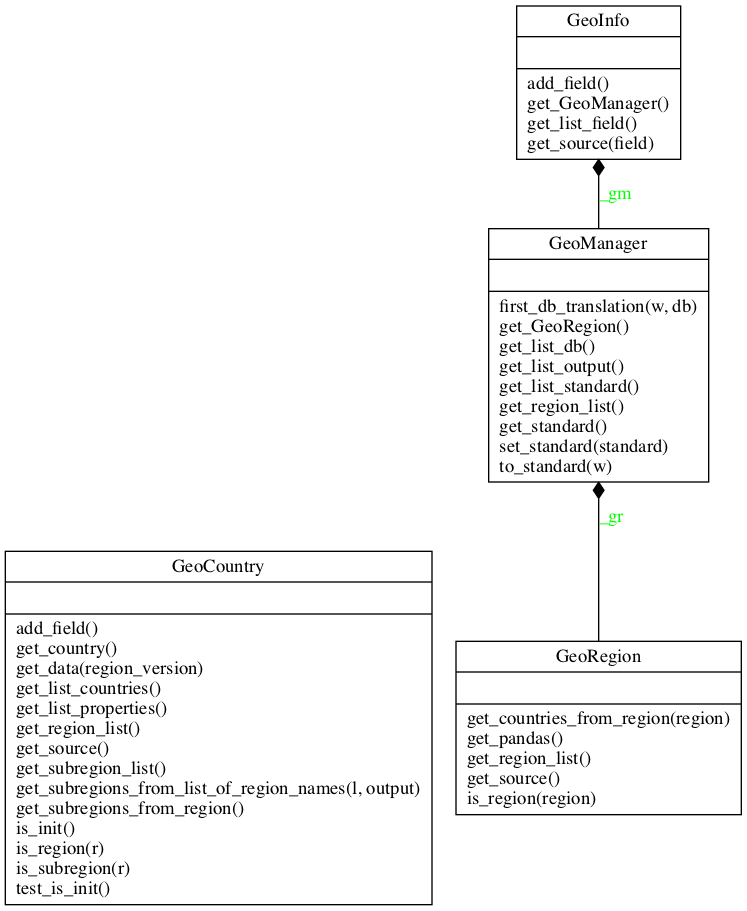 GeoInfo
add_field()
get_GeoManager()
get_list_field()
get_source(field)
_gm
GeoManager
first_db_translation(w, db)
get_GeoRegion()
get_list_db()
get_list_output()
get_list_standard()
get_region_list()
get_standard()
set_standard(standard)
to_standard(w)
_gr
GeoCountry
add_field()
get_country()
get_data(region_version)
get_list_countries()
get_list_properties()
get_region_list()
get_source()
get_subregion_list()
get_subregions_from_list_of_region_names(l, output)
get_subregions_from_region()
is_init()
is_region(r)
is_subregion(r)
test_is_init()
GeoRegion
get_countries_from_region(region)
get_pandas()
get_region_list()
get_source()
is_region(region)